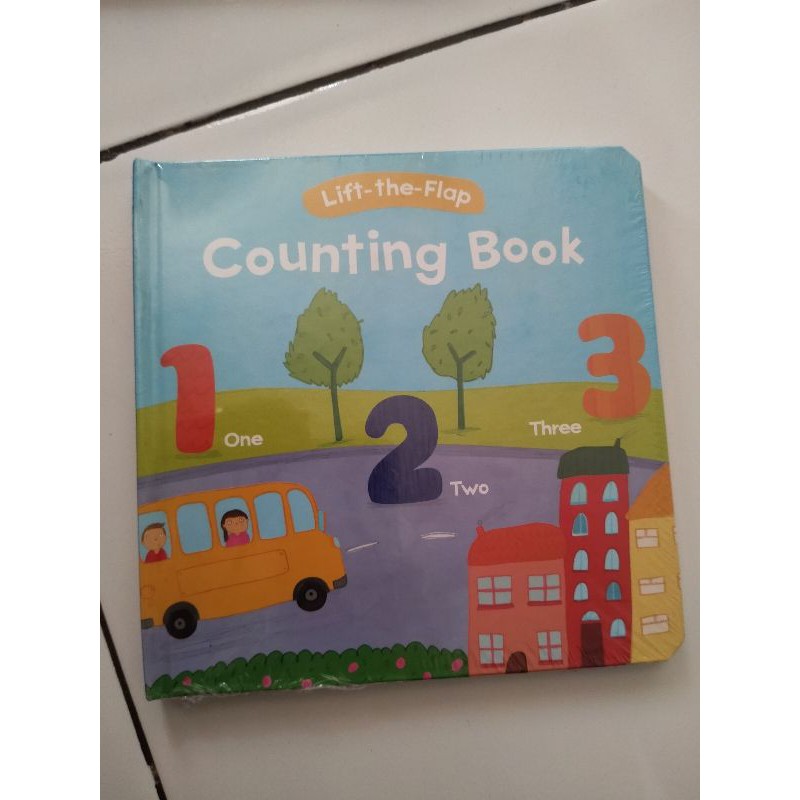 Lift-the-Flap
Counting Book
1
One
2
Two
3
Three